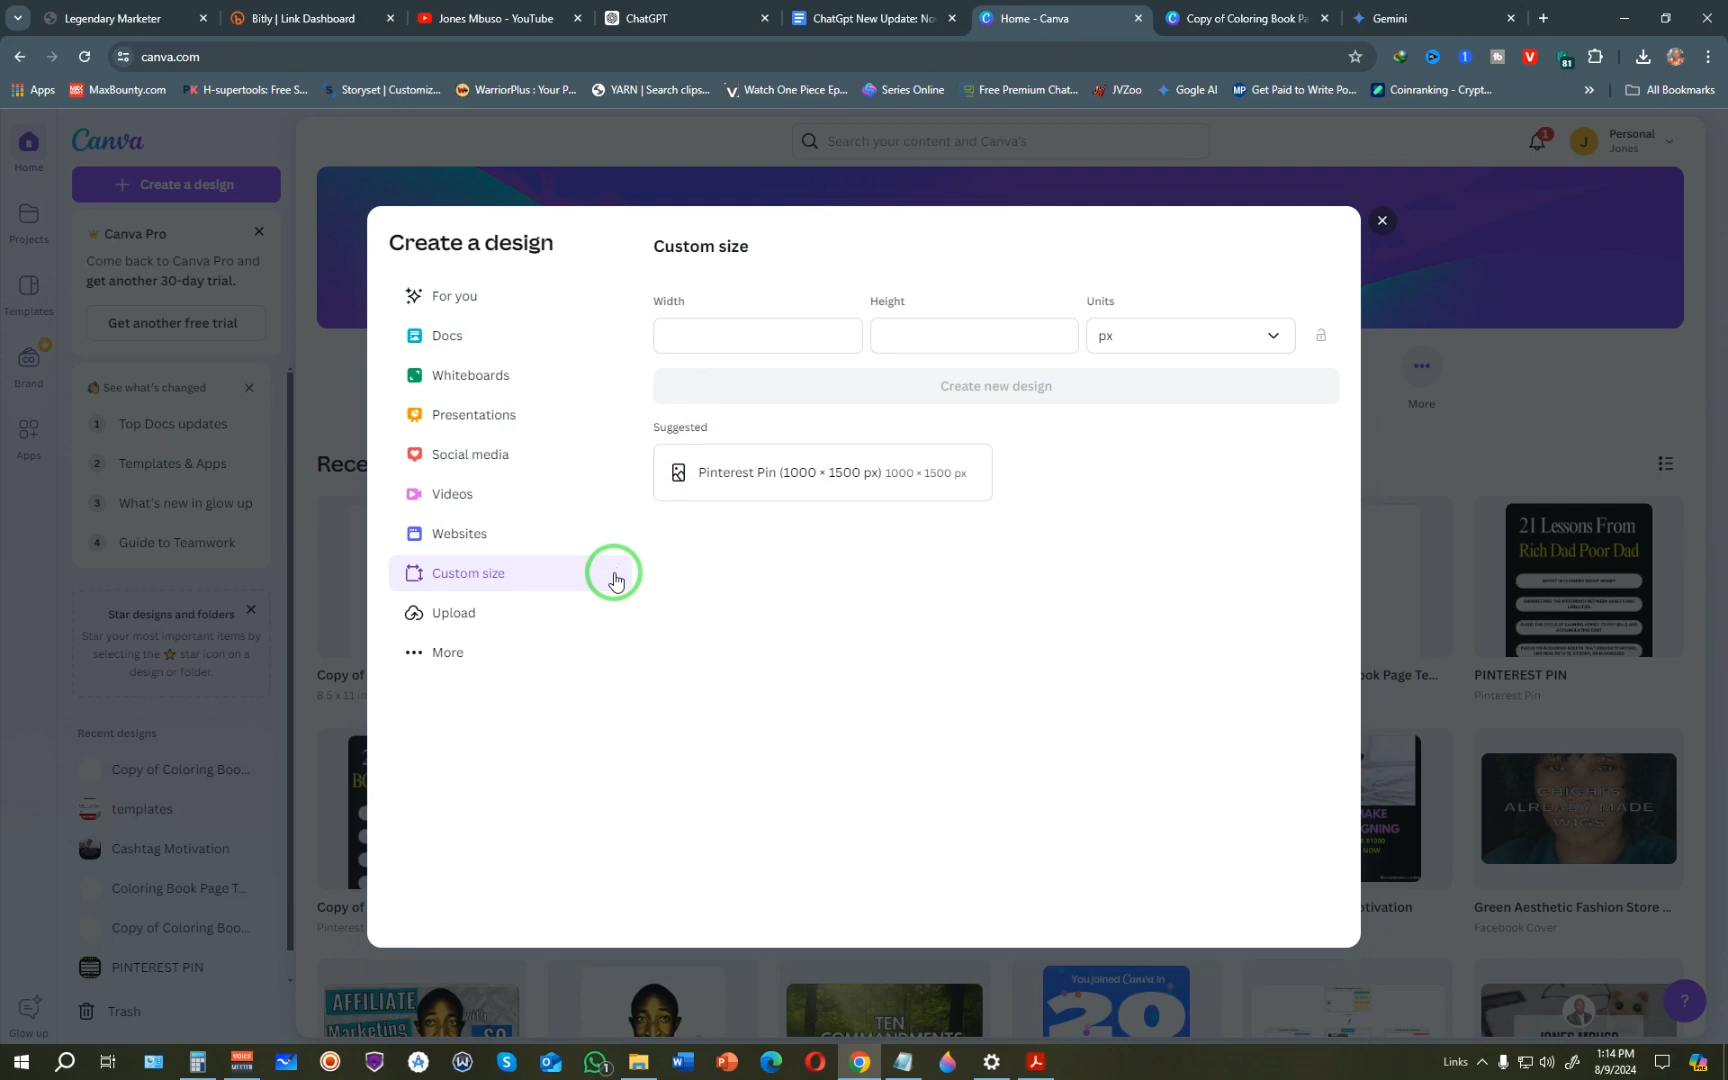 Legendary Marketer
Bitly | Link Dashboard
Jones Mbuso - YouTube
ChatGPT
ChatGpt New Update: No
Home - Canva
Copy of Coloring Book Pa
Gemini
canva.com
81
Apps
MaxBounty.com
H-supertools: Free S...
Storyset | Customiz...
WarriorPlus : Your P...
YARN | Search clips...
Watch One Piece Ep...
Series Online
Free Premium Chat...
JVZoo
Gogle AI
Get Paid to Write Po...
Coinranking - Crypt...
»
All Bookmarks
Home
Projects
Templates
Brand
Apps
Glow up
Canva
Create a design
Canva Pro
Come back to Canva Pro and
get another 30-day trial.
Get another free trial
See what's changed
1 Top Docs updates
2 Templates & Apps
3 What's new in glow up
4 Guide to Teamwork
Star designs and folders
Star your most important items by
selecting the ⭐ star icon on a
design or folder.
Recent designs
Copy of Coloring Boo...
templates
Cashtag Motivation
Coloring Book Page T...
Copy of Coloring Boo...
PINTEREST PIN
Trash
Search your content and Canva's
1
J
Personal
Jones
Create a design
For you
Docs
Whiteboards
Presentations
Social media
Videos
Websites
Custom size
Upload
More
Custom size
Width
Height
Units
px
Create new design
Suggested
Pinterest Pin (1000 × 1500 px) 1000 × 1500 px
More
Rece
Copy of
8.5 x 11 in
ook Page Te...
21 Lessons From
Rich Dad Poor Dad
PINTEREST PIN
Pinterest Pin
Copy of
Pinterest
AKE
GNING
NOW
otivation
CHICHI'S
ALREADY MADE
WIGS
Green Aesthetic Fashion Store ...
Facebook Cover
AFFILIATE
Marketing
with
SO
TEN
COMMANDMENTS
You joined Canva in
20
JONES MBUSO
?
Links
1:14 PM
8/9/2024